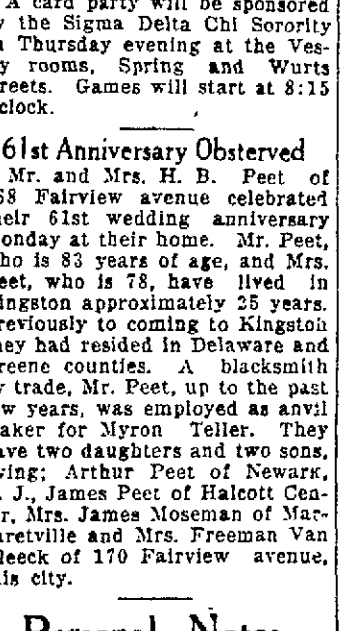 A card party will be sponsored
y the Sigma Delta Chi Sorority
n Thursday evening at the Ves-
y rooms, Spring and Wurts
reets. Games will start at 8:15
clock.
61st Anniversary Obsterved
Mr. and Mrs. H. B. Peet of
68 Fairview avenue celebrated
heir 61st wedding anniversary
onday at their home. Mr. Peet,
ho is 83 years of age, and Mrs.
eet, who is 78, have lived in
ingston approximately 25 years.
reviously to coming to Kingston
hey had resided in Delaware and
reene counties. A blacksmith
y trade, Mr. Peet, up to the past
ew years, was employed as anvil
aker for Myron Teller. They
ave two daughters and two sons,
ving; Arthur Peet of Newark,
. J., James Peet of Halcott Cen-
er, Mrs. James Moseman of Mar-
aretville and Mrs. Freeman Van
leeck of 170 Fairview avenue,
his city.
Personal Notes